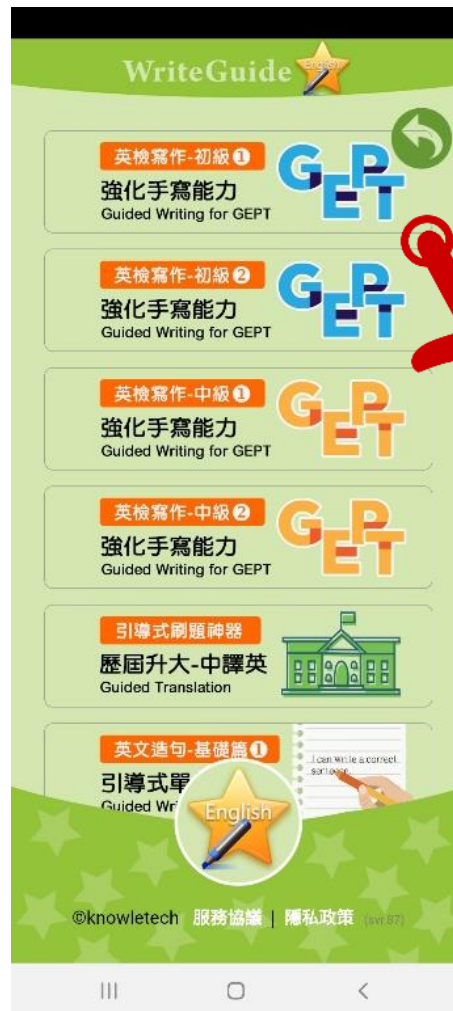 WriteGuide English
英檢寫作-初級❶
強化手寫能力
Guided Writing for GEPT
GEPT
英檢寫作-初級❷
強化手寫能力
Guided Writing for GEPT
GEPT
英檢寫作-中級❶
強化手寫能力
Guided Writing for GEPT
GEPT
英檢寫作-中級❷
強化手寫能力
Guided Writing for GEPT
GEPT
引導式刷題神器
歷屆升大-中譯英
Guided Translation
英文造句-基礎篇❶
引導式單
Guided Wri
I can write a correct
sentence
English
©knowletech 服務協議 | 隱私政策 (svr.87)